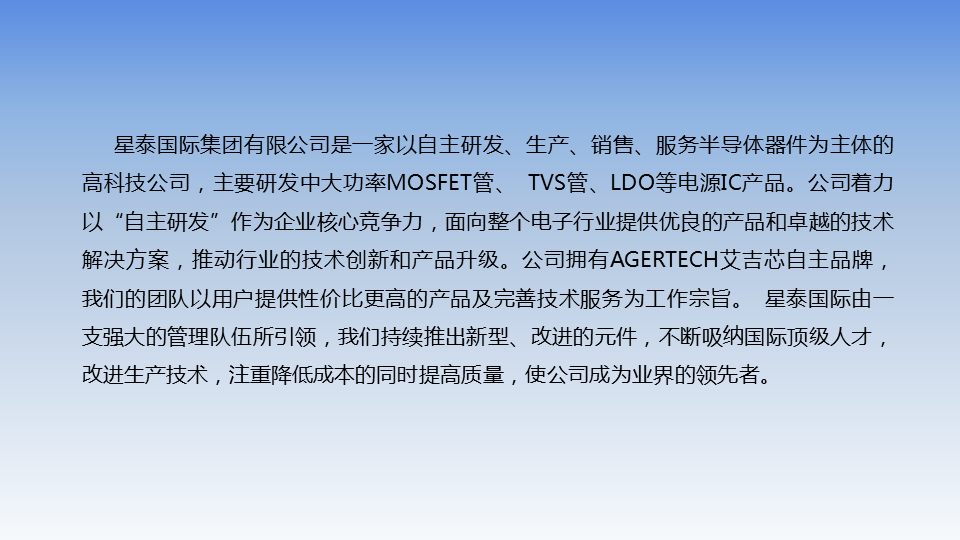 星泰国际集团有限公司是一家以自主研发、生产、销售、服务半导体器件为主体的
高科技公司，主要研发中大功率MOSFET管、 TVS管、LDO等电源IC产品。公司着力
以“自主研发”作为企业核心竞争力，面向整个电子行业提供优良的产品和卓越的技术
解决方案，推动行业的技术创新和产品升级。公司拥有AGERTECH艾吉芯自主品牌，
我们的团队以用户提供性价比更高的产品及完善技术服务为工作宗旨。 星泰国际由一
支强大的管理队伍所引领，我们持续推出新型、改进的元件，不断吸纳国际顶级人才，
改进生产技术，注重降低成本的同时提高质量，使公司成为业界的领先者。